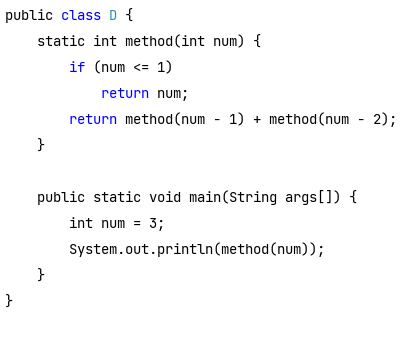 public class D {
    static int method(int num) {
        if (num <= 1)
            return num;
        return method(num - 1) + method(num - 2);
    }

    public static void main(String args[]) {
        int num = 3;
        System.out.println(method(num));
    }
}